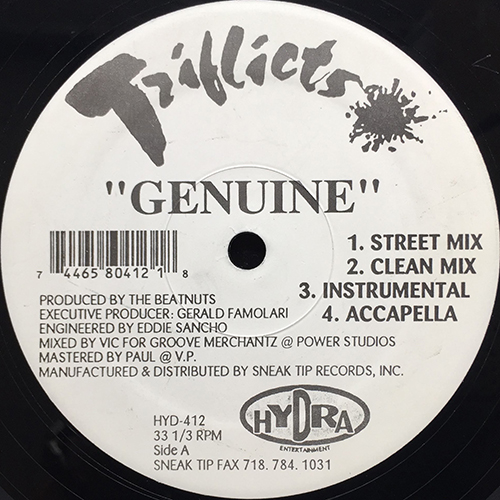 Triflicts
"GENUINE"
1. STREET MIX
2. CLEAN MIX
3. INSTRUMENTAL
4. ACCAPELLA
7 44658 04121 8
PRODUCED BY THE BEATNUTS
EXECUTIVE PRODUCER: GERALD FAMOLARI
ENGINEERED BY EDDIE SANCHO
MIXED BY VIC FOR GROOVE MERCHANTZ @ POWER STUDIOS
MASTERED BY PAUL @ V.P.
MANUFACTURED & DISTRIBUTED BY SNEAK TIP RECORDS, INC.
HYD-412
33 1/3 RPM
Side A
SNEAK TIP FAX 718. 784. 1031
HYDRA
ENTERTAINMENT